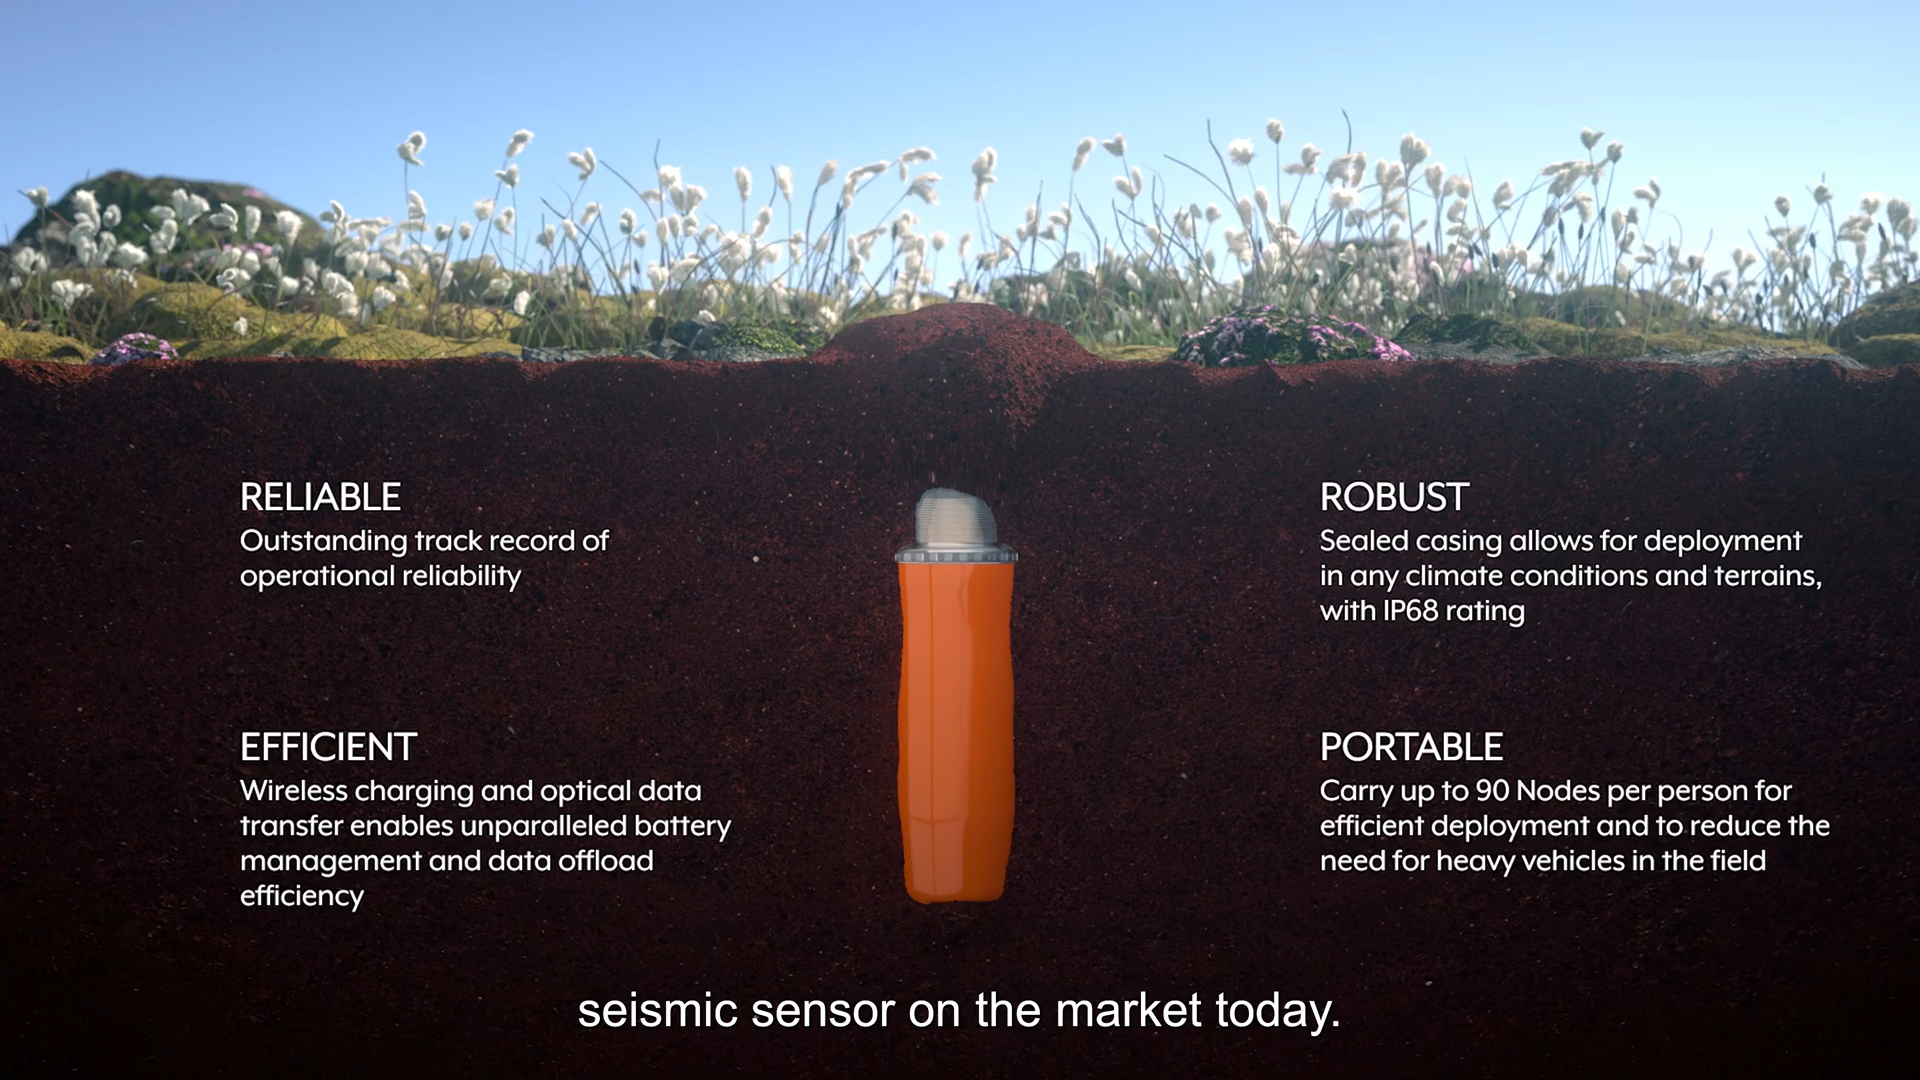 RELIABLE
Outstanding track record of
operational reliability
EFFICIENT
Wireless charging and optical data
transfer enables unparalleled battery
management and data offload
efficiency
ROBUST
Sealed casing allows for deployment
in any climate conditions and terrains,
with IP68 rating
PORTABLE
Carry up to 90 Nodes per person for
efficient deployment and to reduce the
need for heavy vehicles in the field
seismic sensor on the market today.